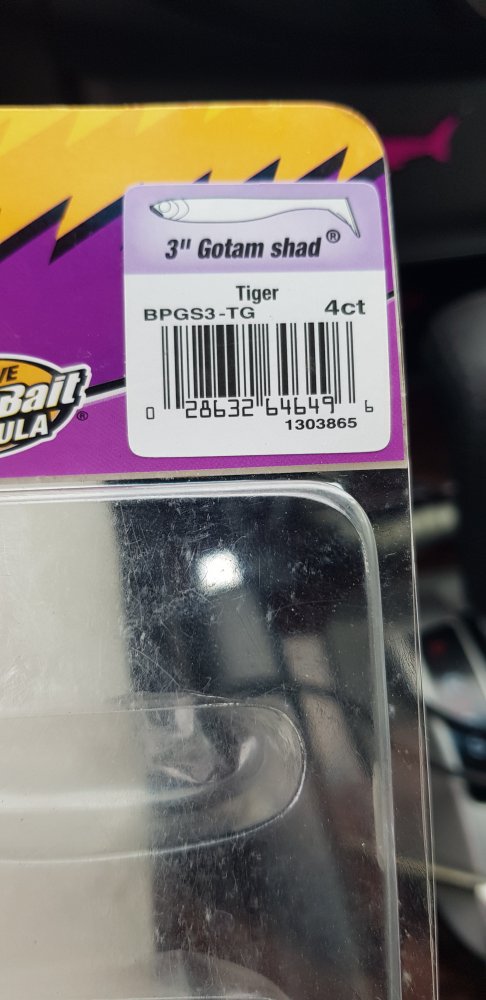 3" Gotam shad®
Tiger
BPGS3-TG 4ct
0 28632 64649 6
1303865
Bait
ULA ®